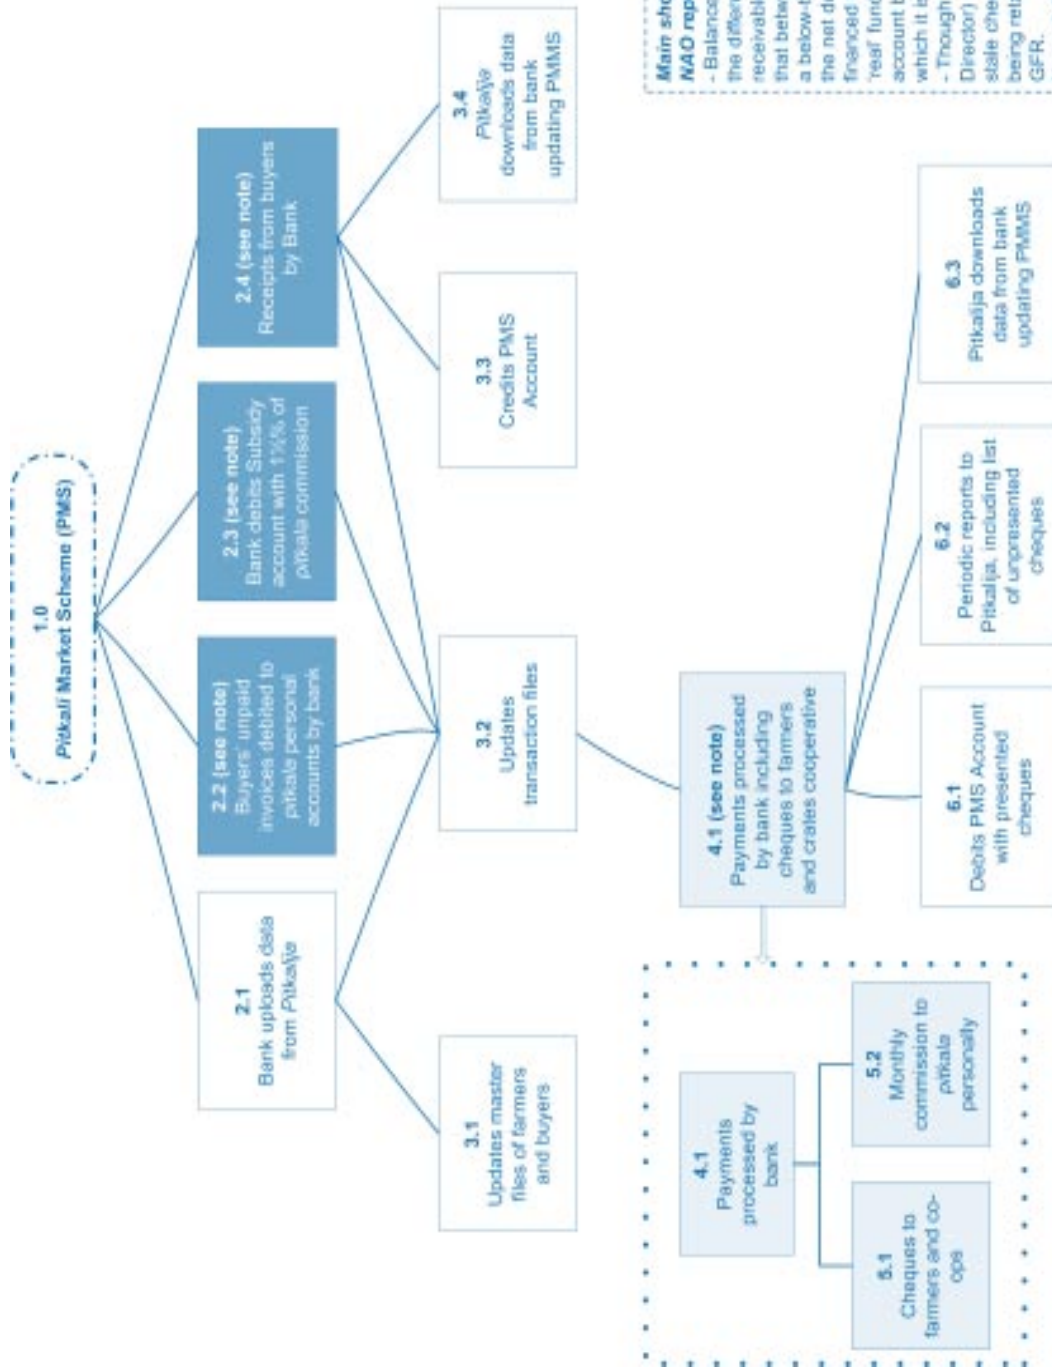 1.0
Pitkali Market Scheme (PMS)
2.1
Bank uploads data
from Pitkalija
2.2 (see note)
Buyers' unpaid
invoices debited to
pitkala personal
accounts by bank
2.3 (see note)
Bank debits Subsidy
account with 1½% of
pitkala commission
2.4 (see note)
Receipts from buyers
by Bank
3.1
Updates master
files of farmers
and buyers
3.2
Updates
transaction files
3.3
Credits PMS
Account
3.4
Pitkalija
downloads data
from bank
updating PMMS
4.1
Payments
processed by
bank
4.1 (see note)
Payments processed
by bank including
cheques to farmers
and crates cooperative
5.1
Cheques to
farmers and co-
ops
5.2
Monthly
commission to
pitkala
personally
6.1
Debits PMS Account
with presented
cheques
6.2
Periodic reports to
Pitkalija, including list
of unpresented
cheques
6.3
Pitkalija downloads
data from bank
updating PMMS
Main
NAO
- Balance
the
receivable
that
a
the net
financed
'real'
account
which it is
- Though
Director)
stale
being
GFR.